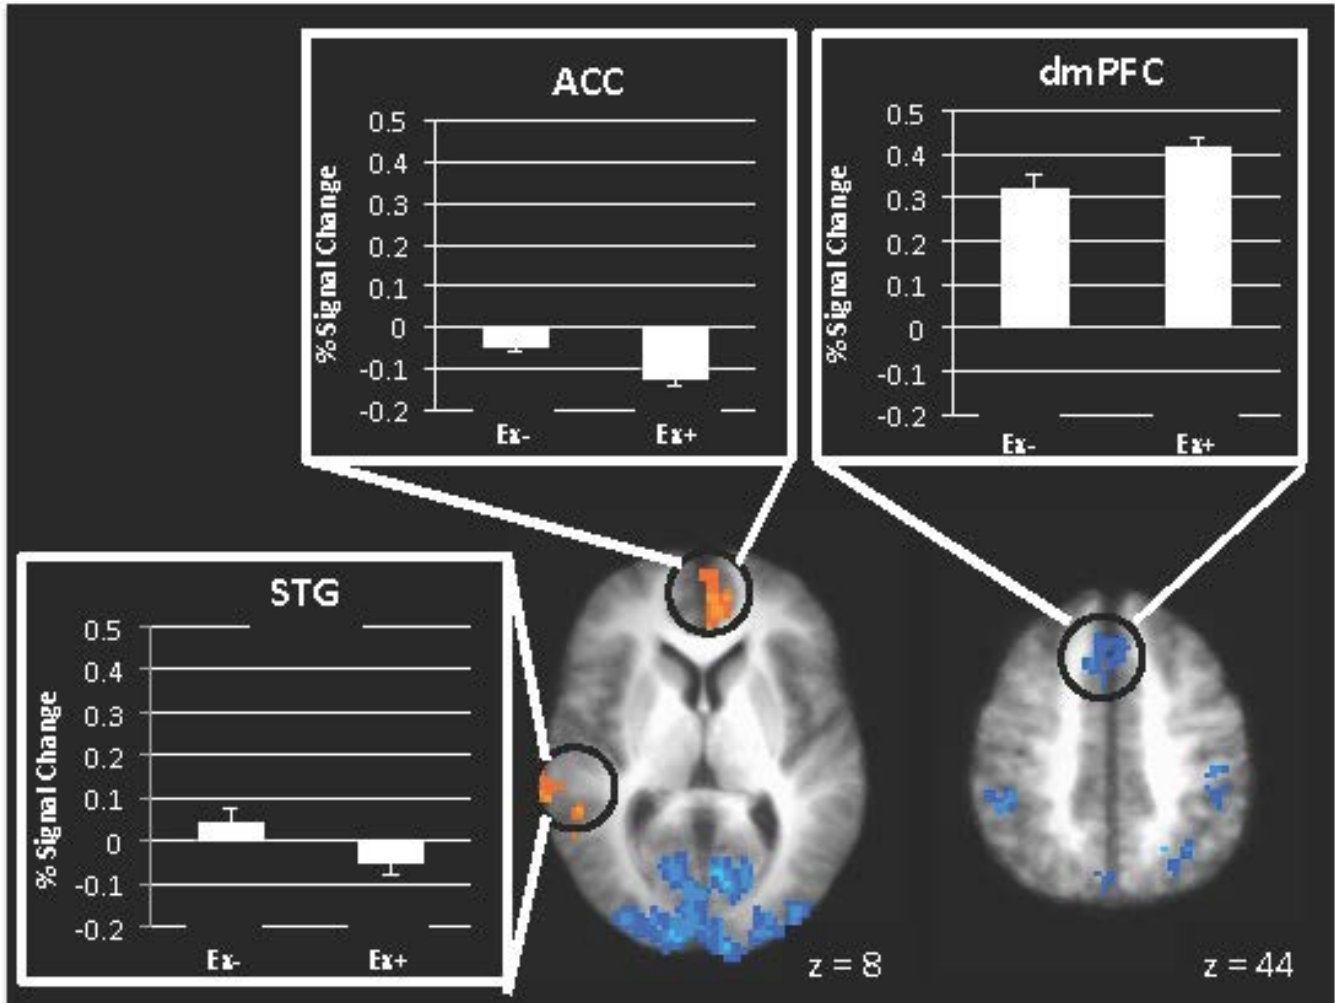 ACC
% Signal Change
0.5
0.4
0.3
0.2
0.1
0
-0.1
-0.2
Ex-
Ex+
dmPFC
% Signal Change
0.5
0.4
0.3
0.2
0.1
0
-0.1
-0.2
Ex-
Ex+
STG
% Signal Change
0.5
0.4
0.3
0.2
0.1
0
-0.1
-0.2
Ex-
Ex+
z = 8
z = 44